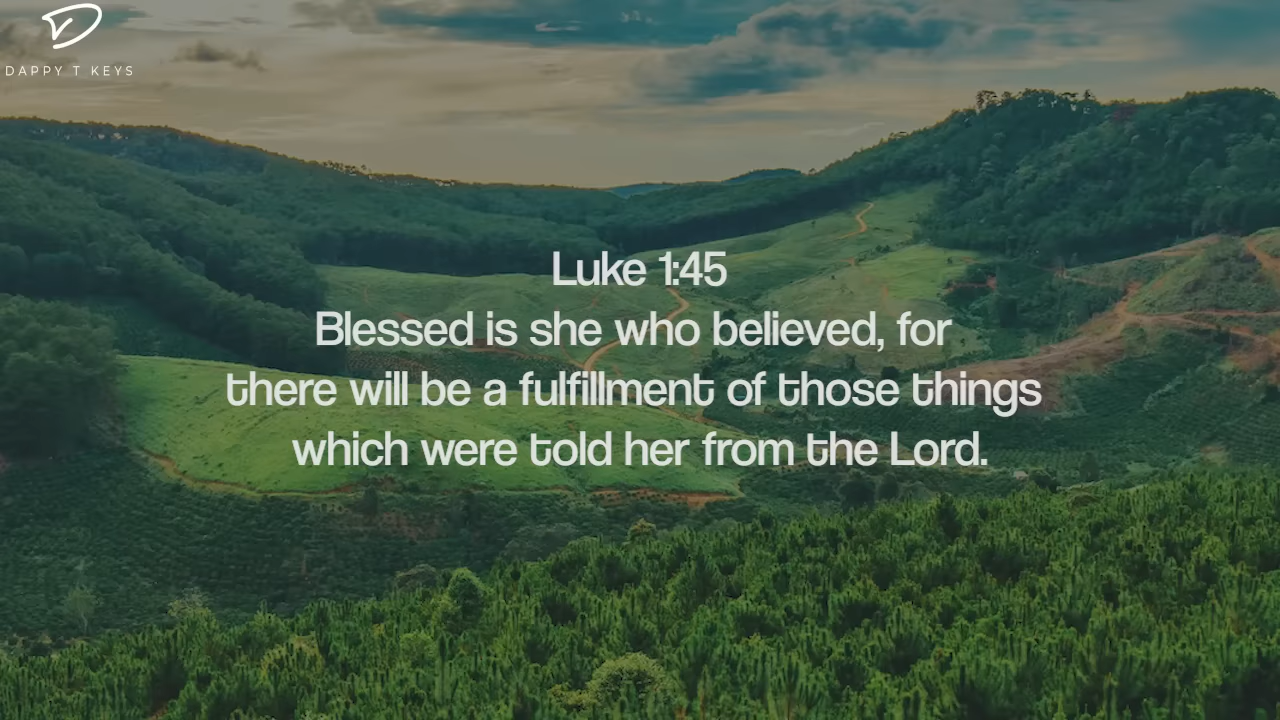 DAPPY T KEYS
Luke 1:45
Blessed is she who believed, for
there will be a fulfillment of those things
which were told her from the Lord.